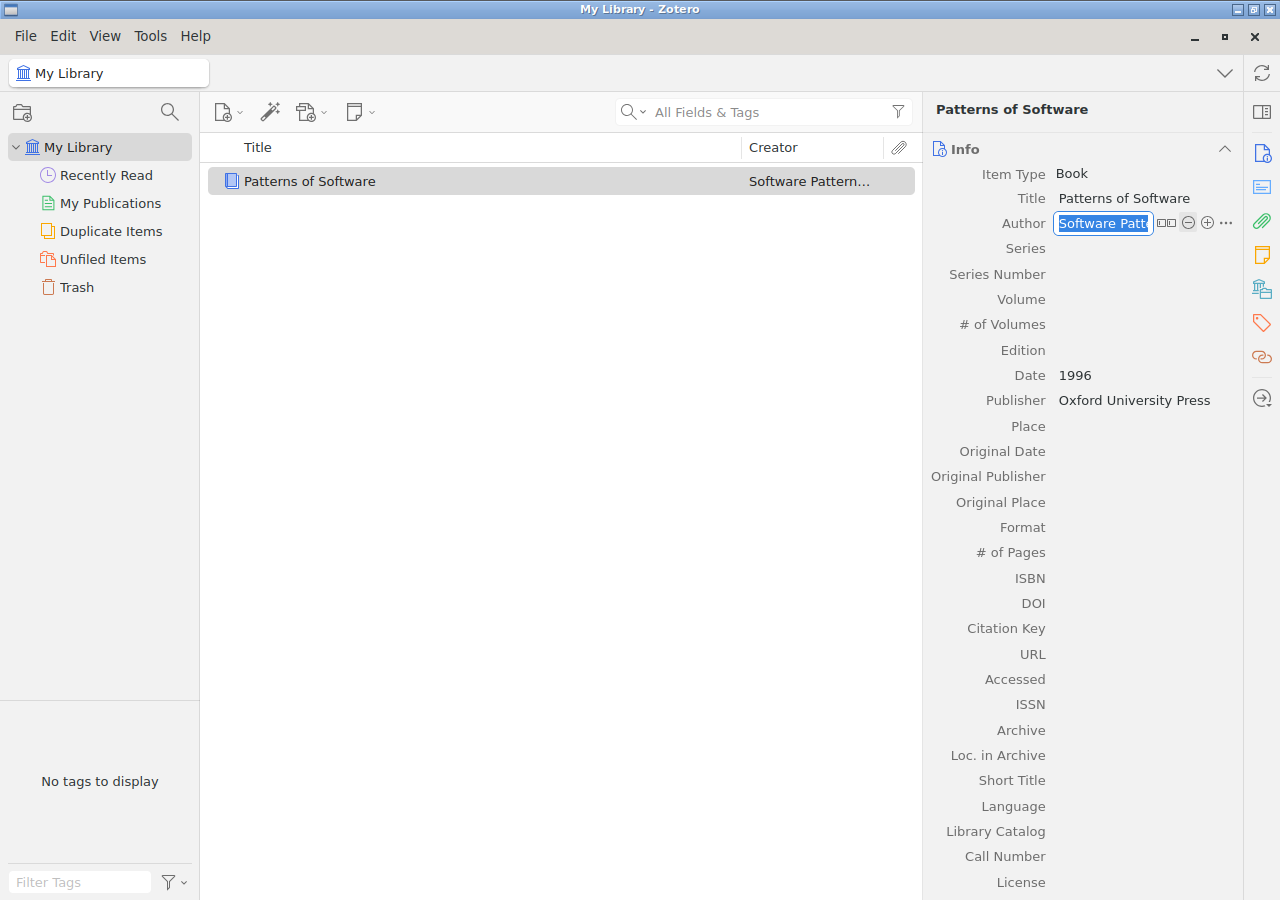 My Library - Zotero
File Edit View Tools Help
My Library
All Fields & Tags
My Library
Recently Read
My Publications
Duplicate Items
Unfiled Items
Trash
No tags to display
Filter Tags
Title Creator
Patterns of Software Software Pattern...
Patterns of Software
Info
Item Type Book
Title Patterns of Software
Author Software Patt
Series
Series Number
Volume
# of Volumes
Edition
Date 1996
Publisher Oxford University Press
Place
Original Date
Original Publisher
Original Place
Format
# of Pages
ISBN
DOI
Citation Key
URL
Accessed
ISSN
Archive
Loc. in Archive
Short Title
Language
Library Catalog
Call Number
License